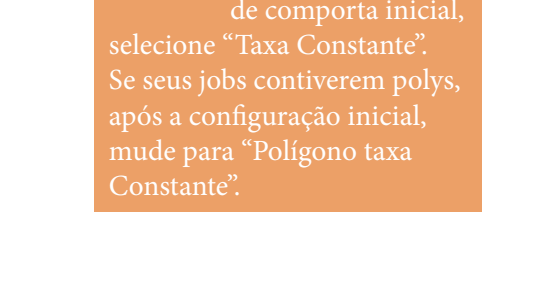 de comporta inicial,
selecione “Taxa Constante”.
Se seus jobs contiverem polys,
após a configuração inicial,
mude para “Polígono taxa
Constante”.